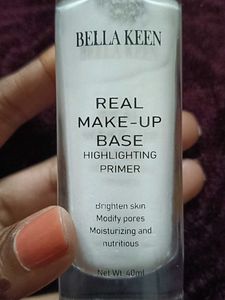 BELLA KEEN
REAL
MAKE-UP
BASE
HIGHLIGHTING
PRIMER
Brighten skin
Modify pores
Moisturizing and
nutritious
Net Wt. 40ml